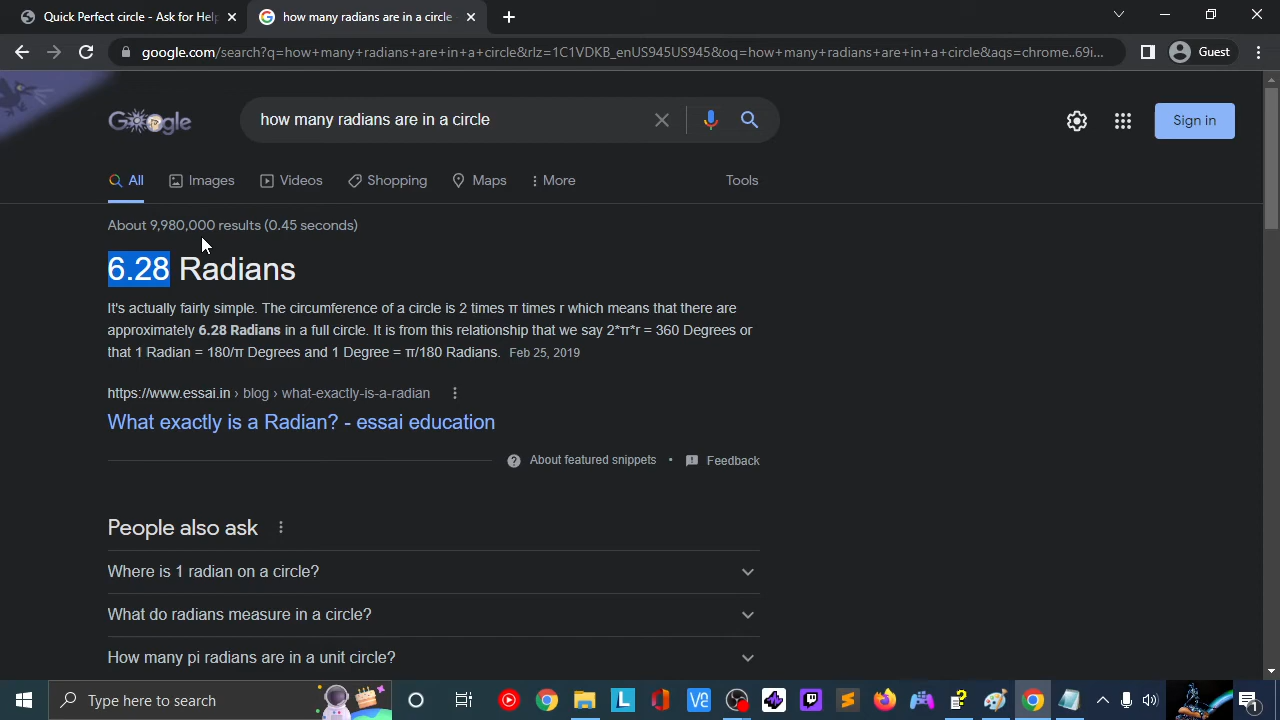 Quick Perfect circle - Ask for Hel
how many radians are in a circle -
google.com/search?q=how+many+radians+are+in+a+circle&rlz=1C1VDKB_enUS945US945&oq=how+many+radians+are+in+a+circle&aqs=chrome..69i...
Guest
Google
how many radians are in a circle
Sign in
All
Images
Videos
Shopping
Maps
More
Tools
About 9,980,000 results (0.45 seconds)
6.28 Radians
It's actually fairly simple. The circumference of a circle is 2 times π times r which means that there are
approximately 6.28 Radians in a full circle. It is from this relationship that we say 2*π*r = 360 Degrees or
that 1 Radian = 180/π Degrees and 1 Degree = π/180 Radians. Feb 25, 2019
https://www.essai.in › blog › what-exactly-is-a-radian
What exactly is a Radian? - essai education
About featured snippets • Feedback
People also ask
Where is 1 radian on a circle?
What do radians measure in a circle?
How many pi radians are in a unit circle?
Type here to search